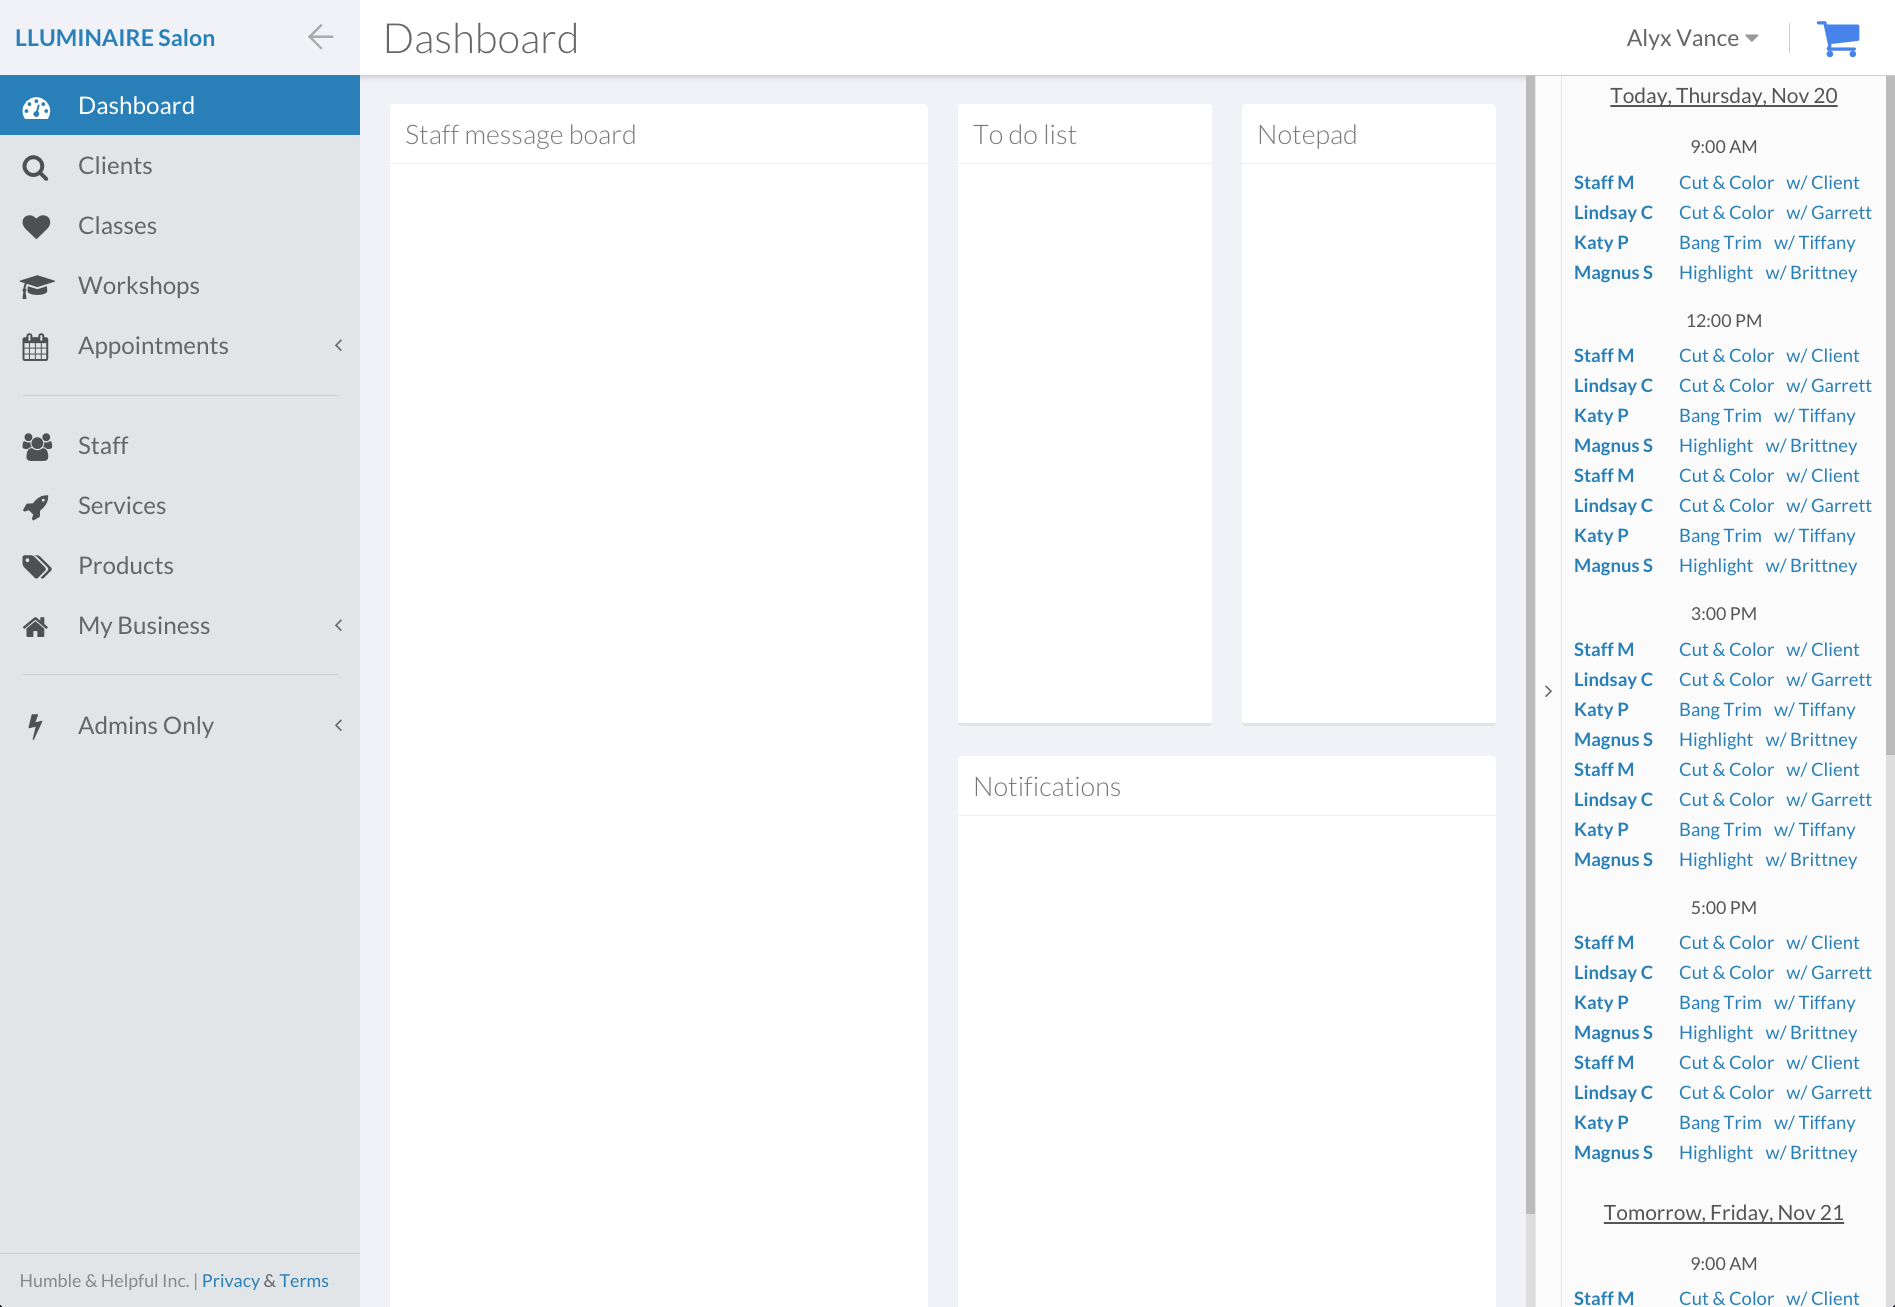 LLUMINAIRE Salon
Dashboard
Clients
Classes
Workshops
Appointments
Staff
Services
Products
My Business
Admins Only
Humble & Helpful Inc. | Privacy & Terms
Dashboard
Alyx Vance
Staff message board
To do list
Notepad
Notifications
Today, Thursday, Nov 20
9:00 AM
Staff M Cut & Color w/ Client
Lindsay C Cut & Color w/ Garrett
Katy P Bang Trim w/ Tiffany
Magnus S Highlight w/ Brittney
12:00 PM
Staff M Cut & Color w/ Client
Lindsay C Cut & Color w/ Garrett
Katy P Bang Trim w/ Tiffany
Magnus S Highlight w/ Brittney
Staff M Cut & Color w/ Client
Lindsay C Cut & Color w/ Garrett
Katy P Bang Trim w/ Tiffany
Magnus S Highlight w/ Brittney
3:00 PM
Staff M Cut & Color w/ Client
Lindsay C Cut & Color w/ Garrett
Katy P Bang Trim w/ Tiffany
Magnus S Highlight w/ Brittney
Staff M Cut & Color w/ Client
Lindsay C Cut & Color w/ Garrett
Katy P Bang Trim w/ Tiffany
Magnus S Highlight w/ Brittney
5:00 PM
Staff M Cut & Color w/ Client
Lindsay C Cut & Color w/ Garrett
Katy P Bang Trim w/ Tiffany
Magnus S Highlight w/ Brittney
Staff M Cut & Color w/ Client
Lindsay C Cut & Color w/ Garrett
Katy P Bang Trim w/ Tiffany
Magnus S Highlight w/ Brittney
Tomorrow, Friday, Nov 21
9:00 AM
Staff M Cut & Color w/ Client